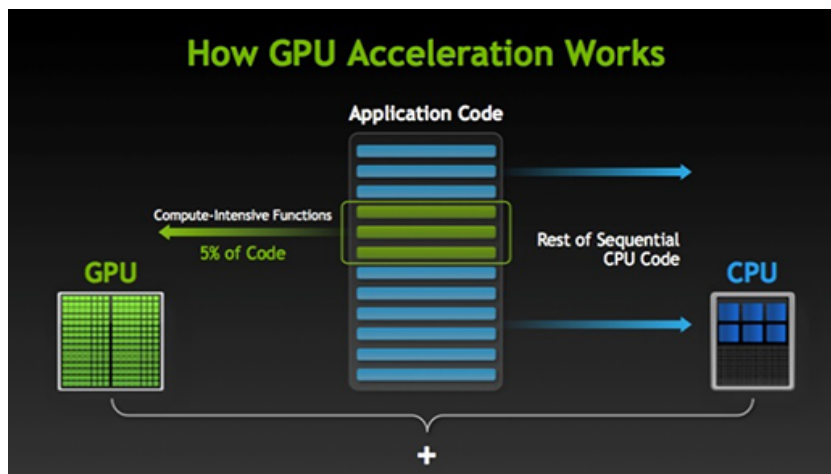 How GPU Acceleration Works
Application Code
Compute-Intensive Functions
5% of Code
Rest of Sequential
CPU Code
GPU
CPU
+